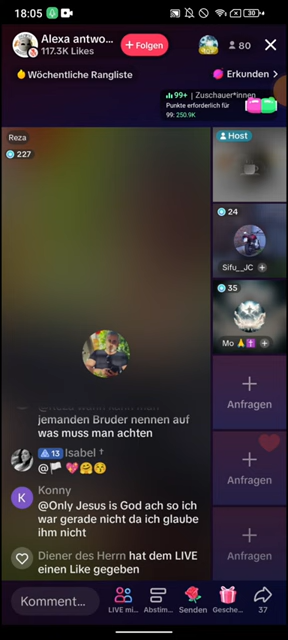 18:05
30
Alexa antwo...
117.3K Likes
+ Folgen
80
Wöchentliche Rangliste
Erkunden >
99+ | Zuschauer*innen
Punkte erforderlich für
99: 250.9K
Reza
227
Host
24
Sifu__JC
35
Mo
Anfragen
Anfragen
Anfragen
jemanden Bruder nennen auf
was muss man achten
13 Isabel †
@🏳️ 💖🤗😚
K
Konny
@Only Jesus is God ach so ich
war gerade nicht da ich glaube
ihm nicht
Diener des Herrn hat dem LIVE
einen Like gegeben
Komment...
LIVE mi...
Abstim...
Senden
Gesche...
37